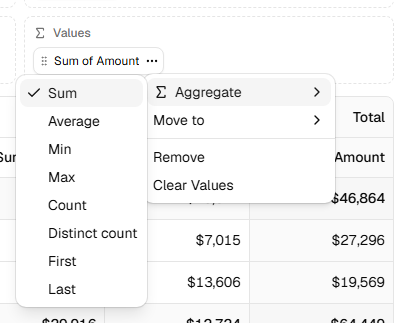 Values
Sum of Amount
Sum
Average
Min
Max
Count
Distinct count
First
Last
Aggregate
Move to
Remove
Clear Values
Total
Amount
$46,864
$7,015
$27,296
$13,606
$19,569